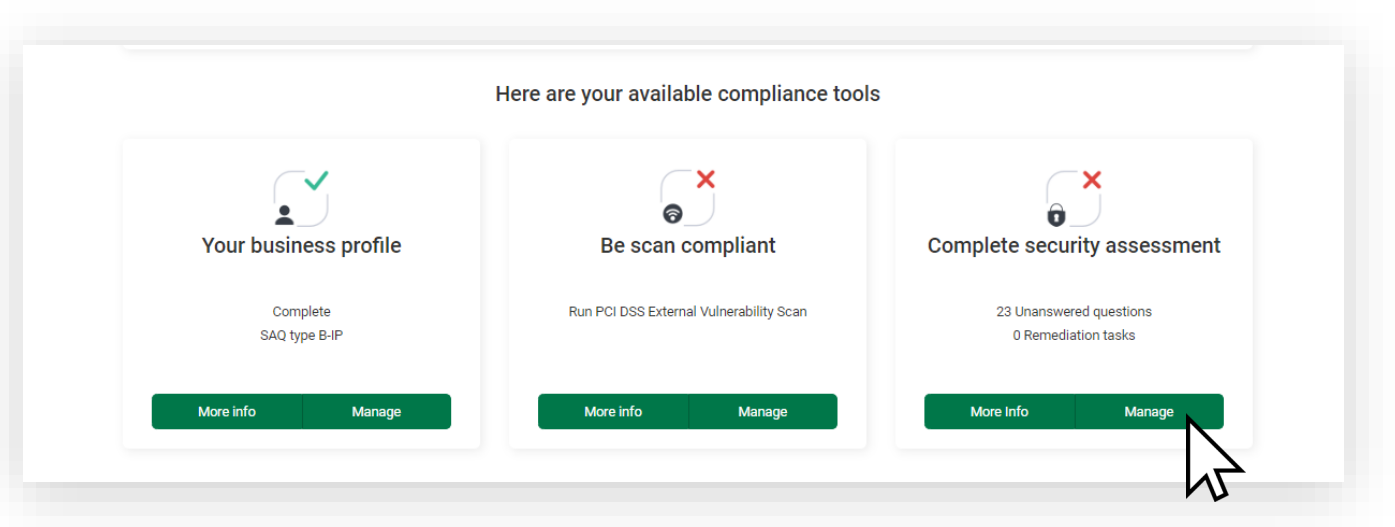 Here are your available compliance tools
Your business profile
Complete
SAQ type B-IP
More info
Manage
Be scan compliant
Run PCI DSS External Vulnerability Scan
More info
Manage
Complete security assessment
23 Unanswered questions
0 Remediation tasks
More Info
Manage